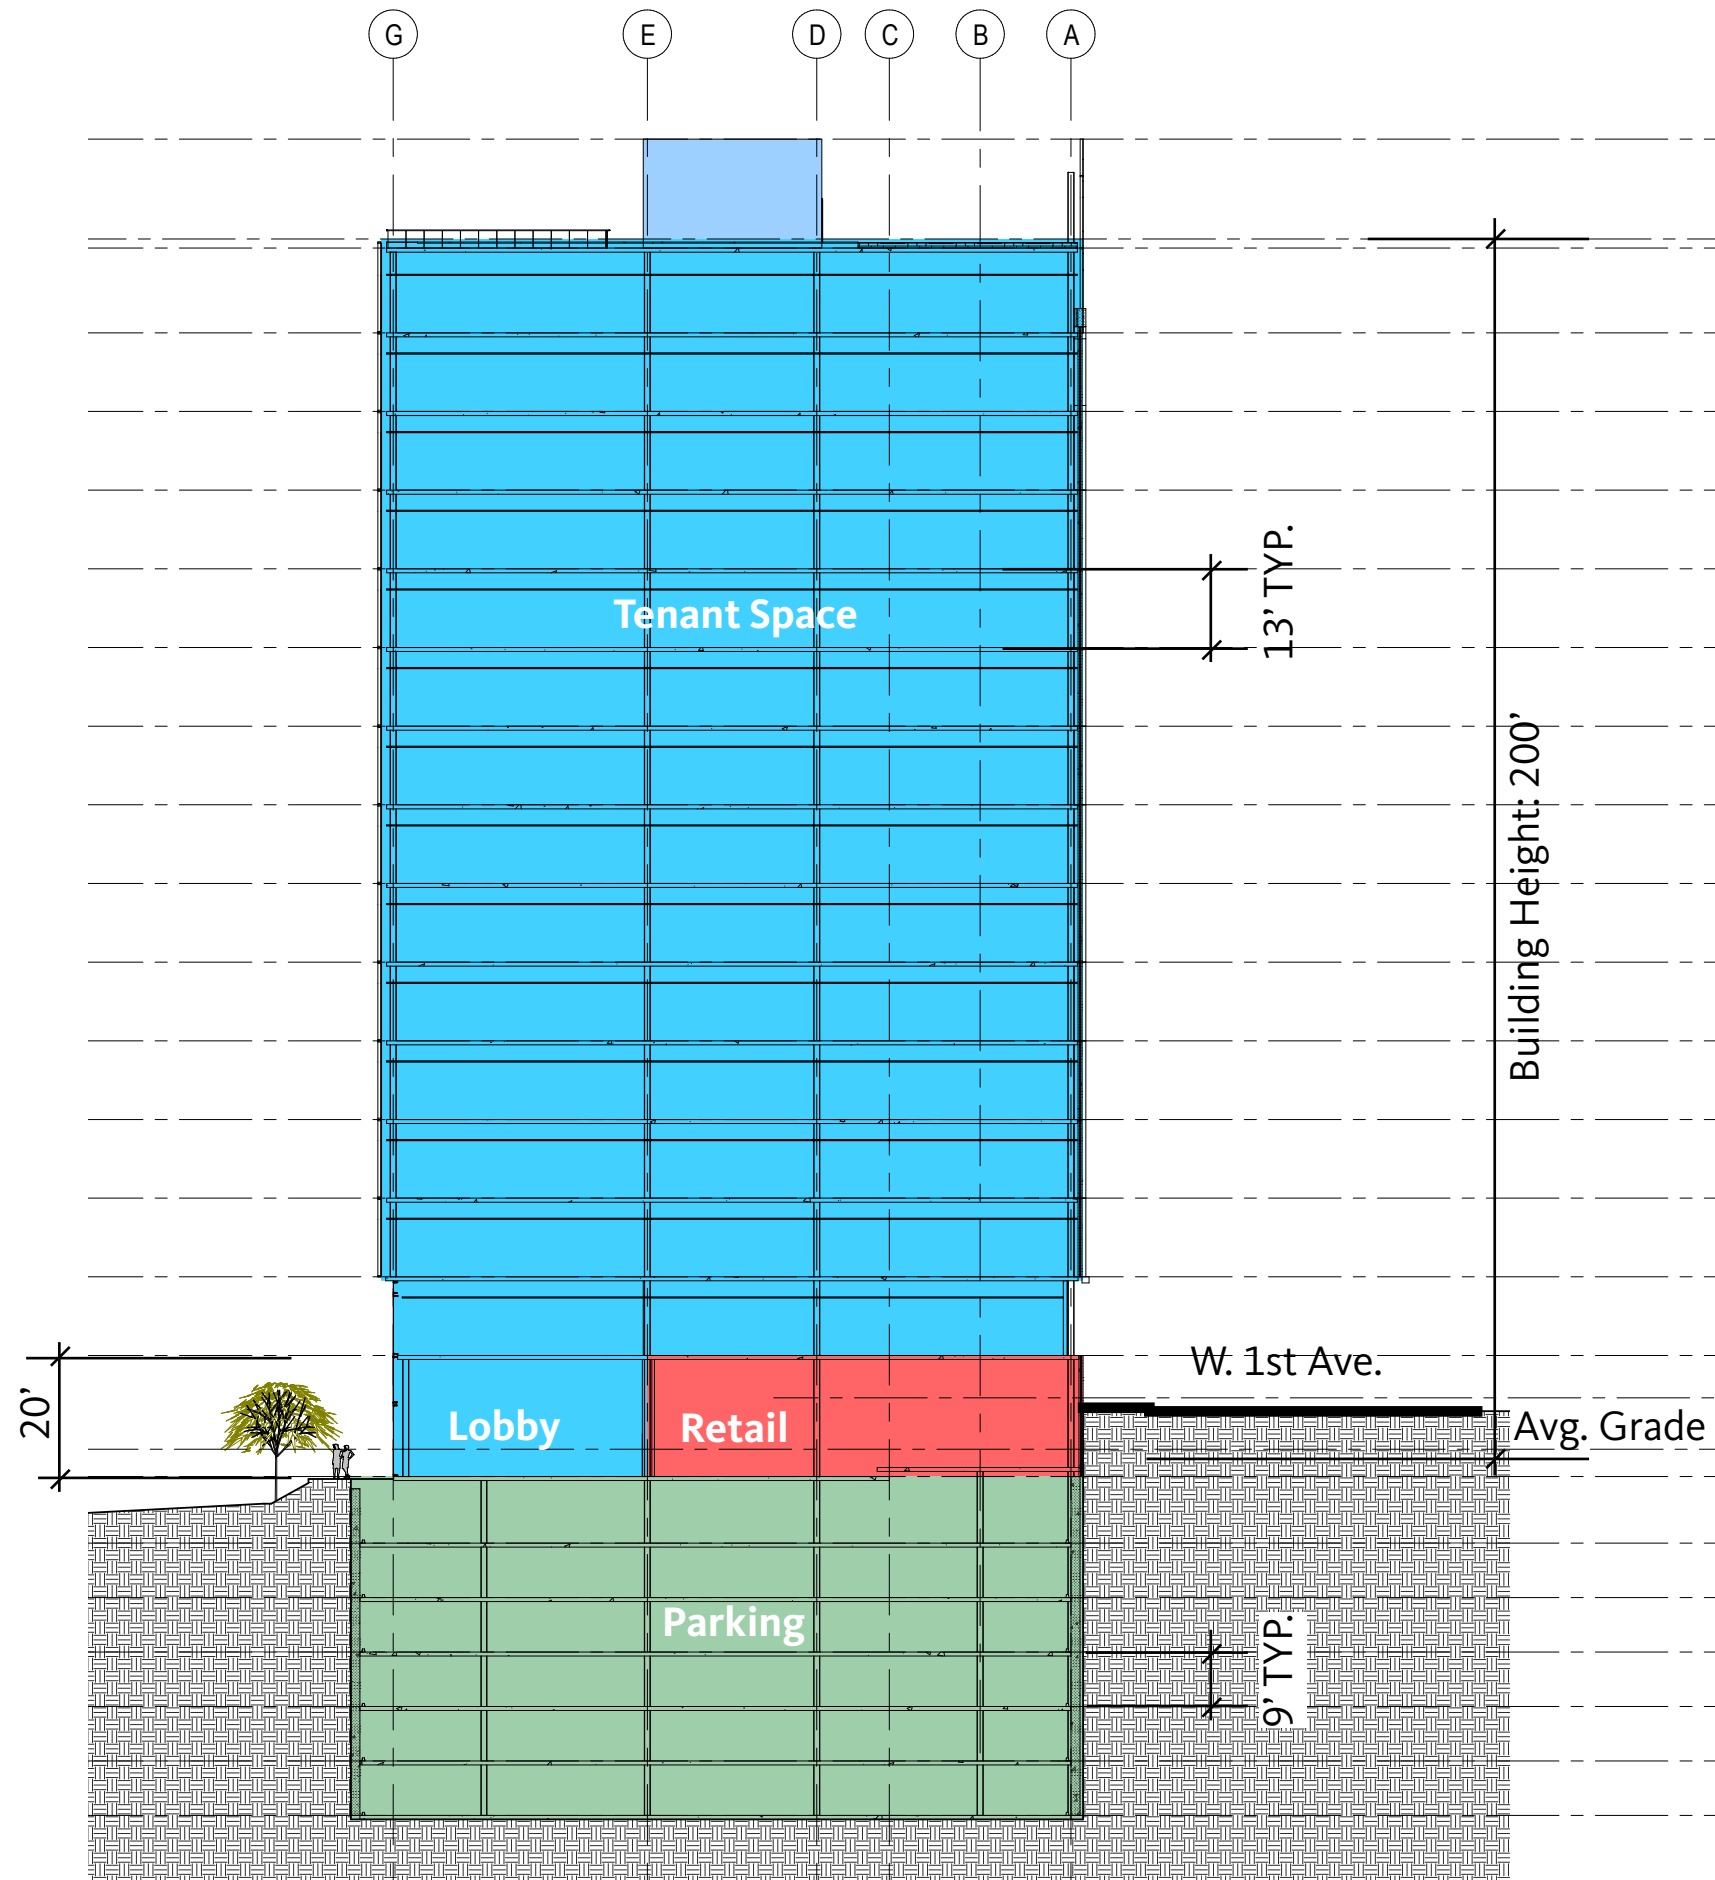 G E D C B A
Tenant Space
13’ TYP.
Building Height: 200’
W. 1st Ave.
20’
Lobby
Retail
Avg. Grade
Parking
9’ TYP.